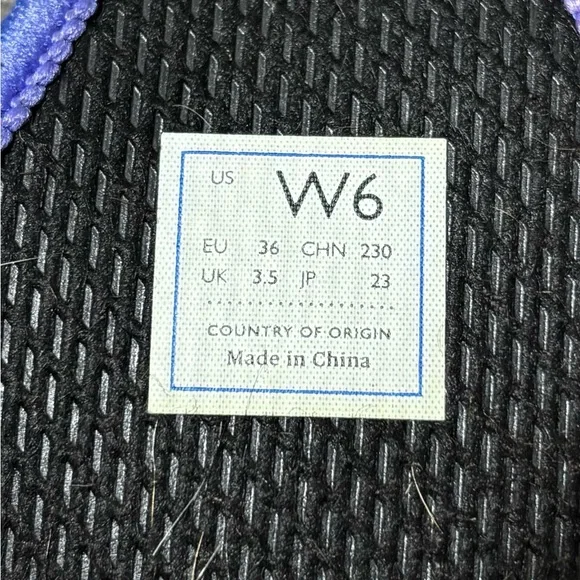 US W6
EU 36 CHN 230
UK 3.5 JP 23
COUNTRY OF ORIGIN
Made in China